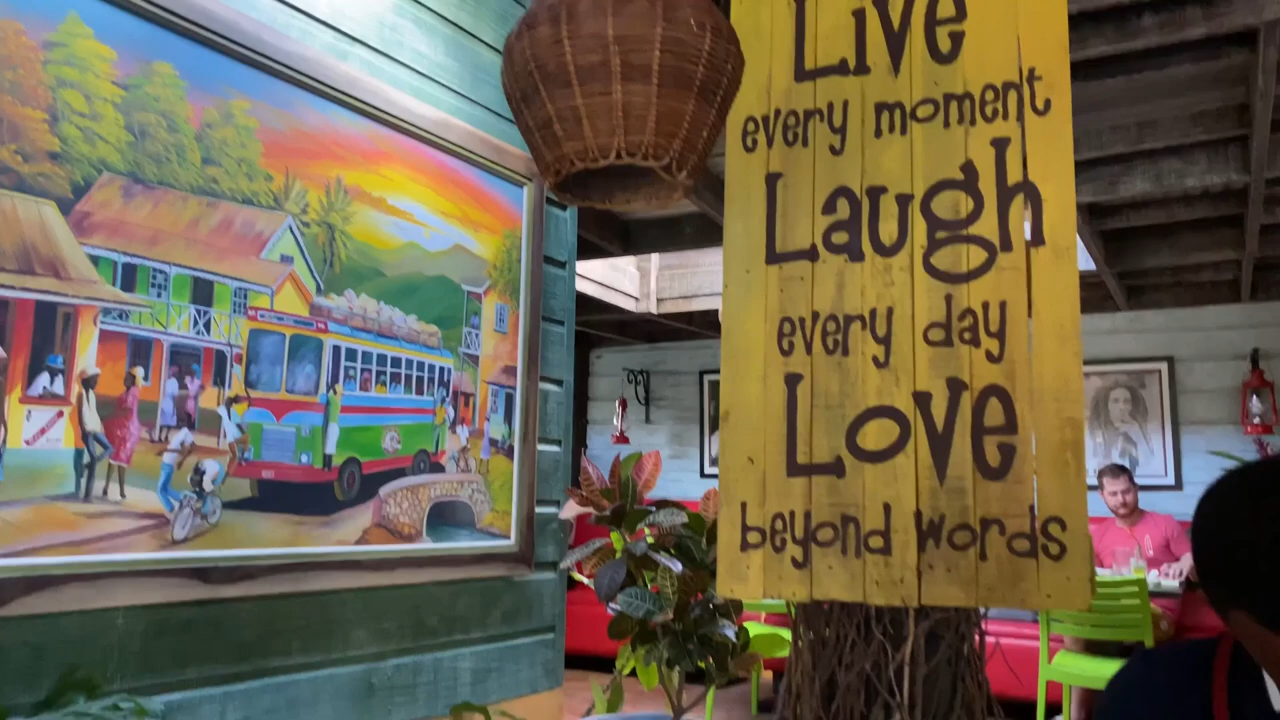 Live
every moment
Laugh
every day
Love
beyond words